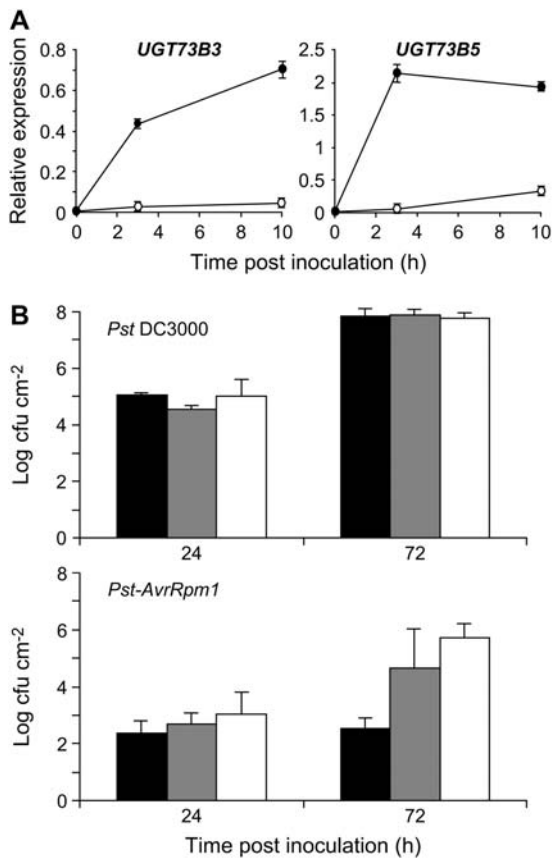 A
UGT73B3
UGT73B5
Relative expression
0.8
0.6
0.4
0.2
0
2.5
2
1.5
1
0.5
0
0 2 4 6 8 10
0 2 4 6 8 10
Time post inoculation (h)
B
Pst DC3000
Log cfu cm-2
8
6
4
2
0
24 72
Pst-AvrRpm1
Log cfu cm-2
8
6
4
2
0
24 72
Time post inoculation (h)